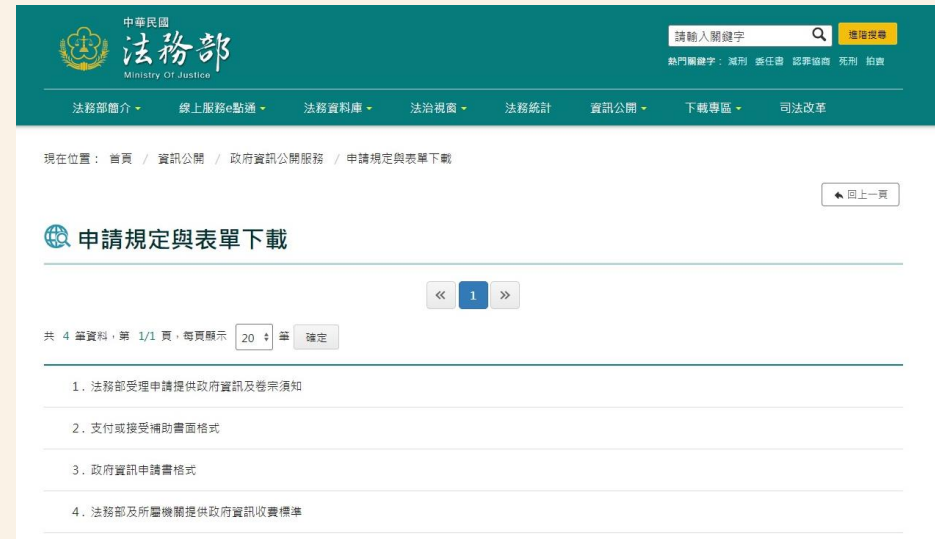 中華民國
法務部
Ministry Of Justice
請輸入關鍵字
進階搜尋
熱門關鍵字： 減刑 委任書 認罪協商 死刑 拍賣
法務部簡介 線上服務e點通 法務資料庫 法治視窗 法務統計 資訊公開 下載專區 司法改革
現在位置： 首頁 / 資訊公開 / 政府資訊公開服務 / 申請規定與表單下載
回上一頁
申請規定與表單下載
« 1 »
共 4 筆資料，第 1/1 頁，每頁顯示 20 筆 確定
1. 法務部受理申請提供政府資訊及卷宗須知
2. 支付或接受補助書面格式
3. 政府資訊申請書格式
4. 法務部及所屬機關提供政府資訊收費標準